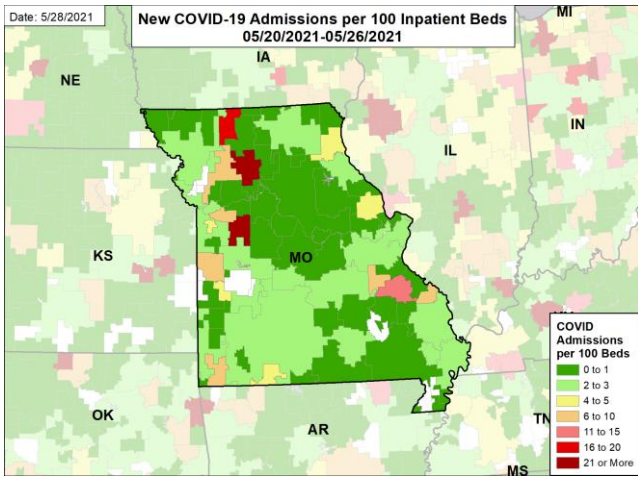 Date: 5/28/2021
New COVID-19 Admissions per 100 Inpatient Beds
05/20/2021-05/26/2021
MI
IA
NE
IN
IL
KS
MO
COVID
Admissions
per 100 Beds
0 to 1
2 to 3
4 to 5
6 to 10
11 to 15
16 to 20
21 or More
OK
AR
TN
MS